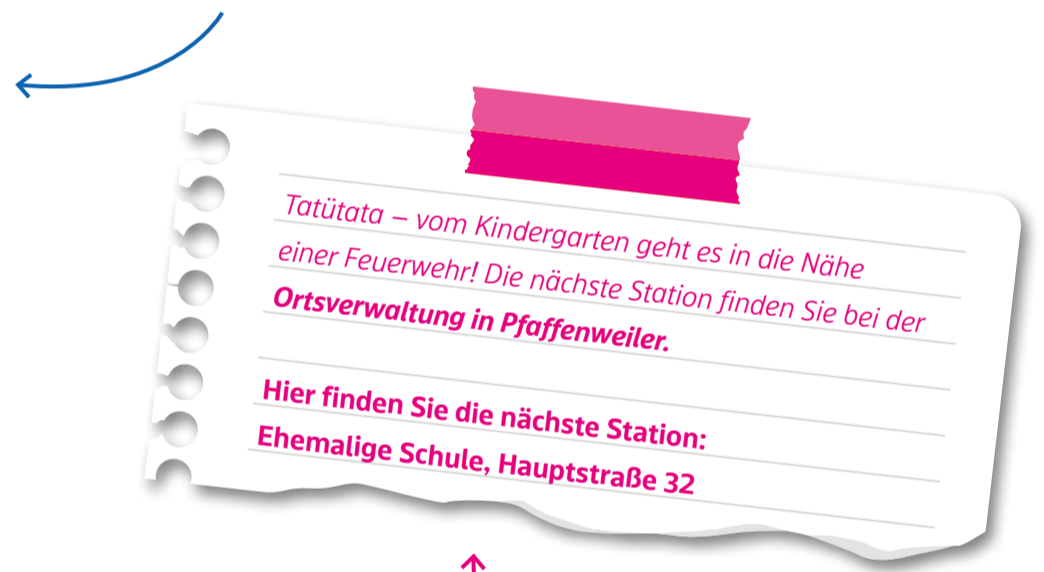 Tatütata – vom Kindergarten geht es in die Nähe
einer Feuerwehr! Die nächste Station finden Sie bei der
Ortsverwaltung in Pfaffenweiler.
Hier finden Sie die nächste Station:
Ehemalige Schule, Hauptstraße 32